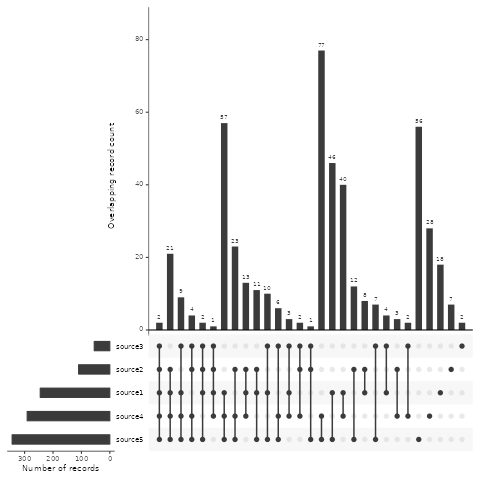 80
60
40
20
0
Overlapping record count
2 21 9 4 2 1 57 23 13 11 10 6 3 2 1 77 46 40 12 8 7 4 3 2 56 28 18 7 2
source3
source2
source1
source4
source5
300 200 100 0
Number of records